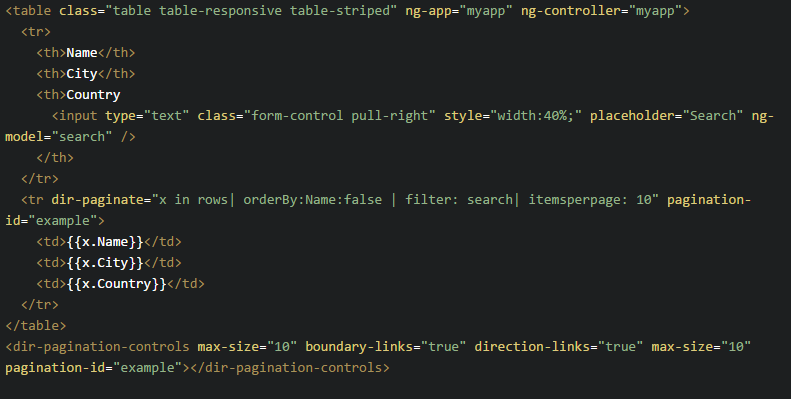 <table class="table table-responsive table-striped" ng-app="myapp" ng-controller="myapp">
  <tr>
    <th>Name</th>
    <th>City</th>
    <th>Country
      <input type="text" class="form-control pull-right" style="width:40%;" placeholder="Search" ng-
model="search" />
    </th>
  </tr>
  <tr dir-paginate="x in rows| orderBy:Name:false | filter: search| itemsperpage: 10" pagination-
id="example">
    <td>{{x.Name}}</td>
    <td>{{x.City}}</td>
    <td>{{x.Country}}</td>
  </tr>
</table>
<dir-pagination-controls max-size="10" boundary-links="true" direction-links="true" max-size="10"
pagination-id="example"></dir-pagination-controls>